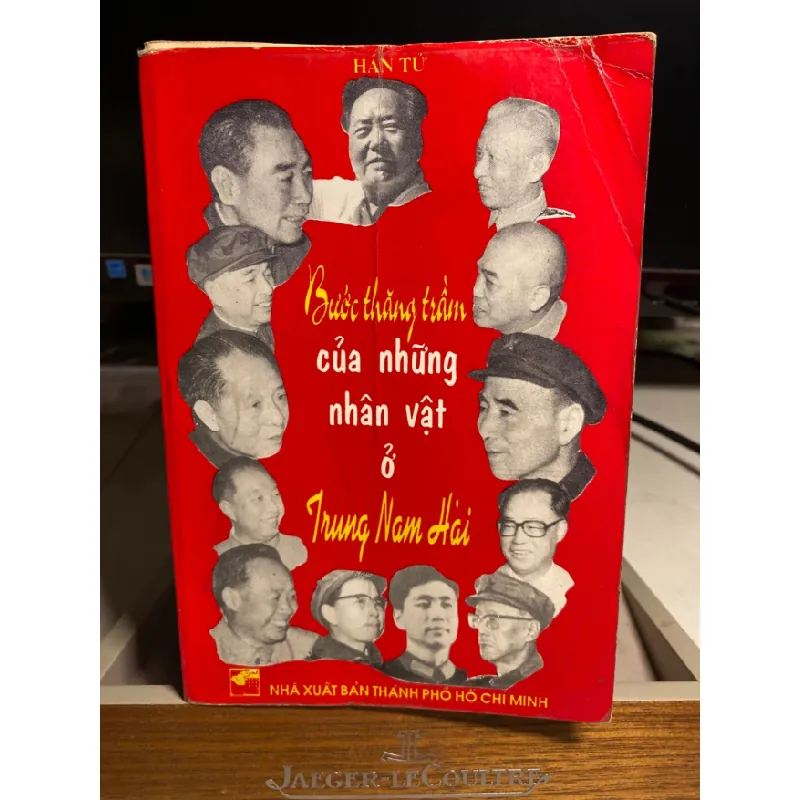 HÀN TỬ
Bước thăng trầm
của những
nhân vật
ở
Trung Nam Hải
NHÀ XUẤT BẢN THÀNH PHỐ HỒ CHÍ MINH
JAEGER-LECOULTRE